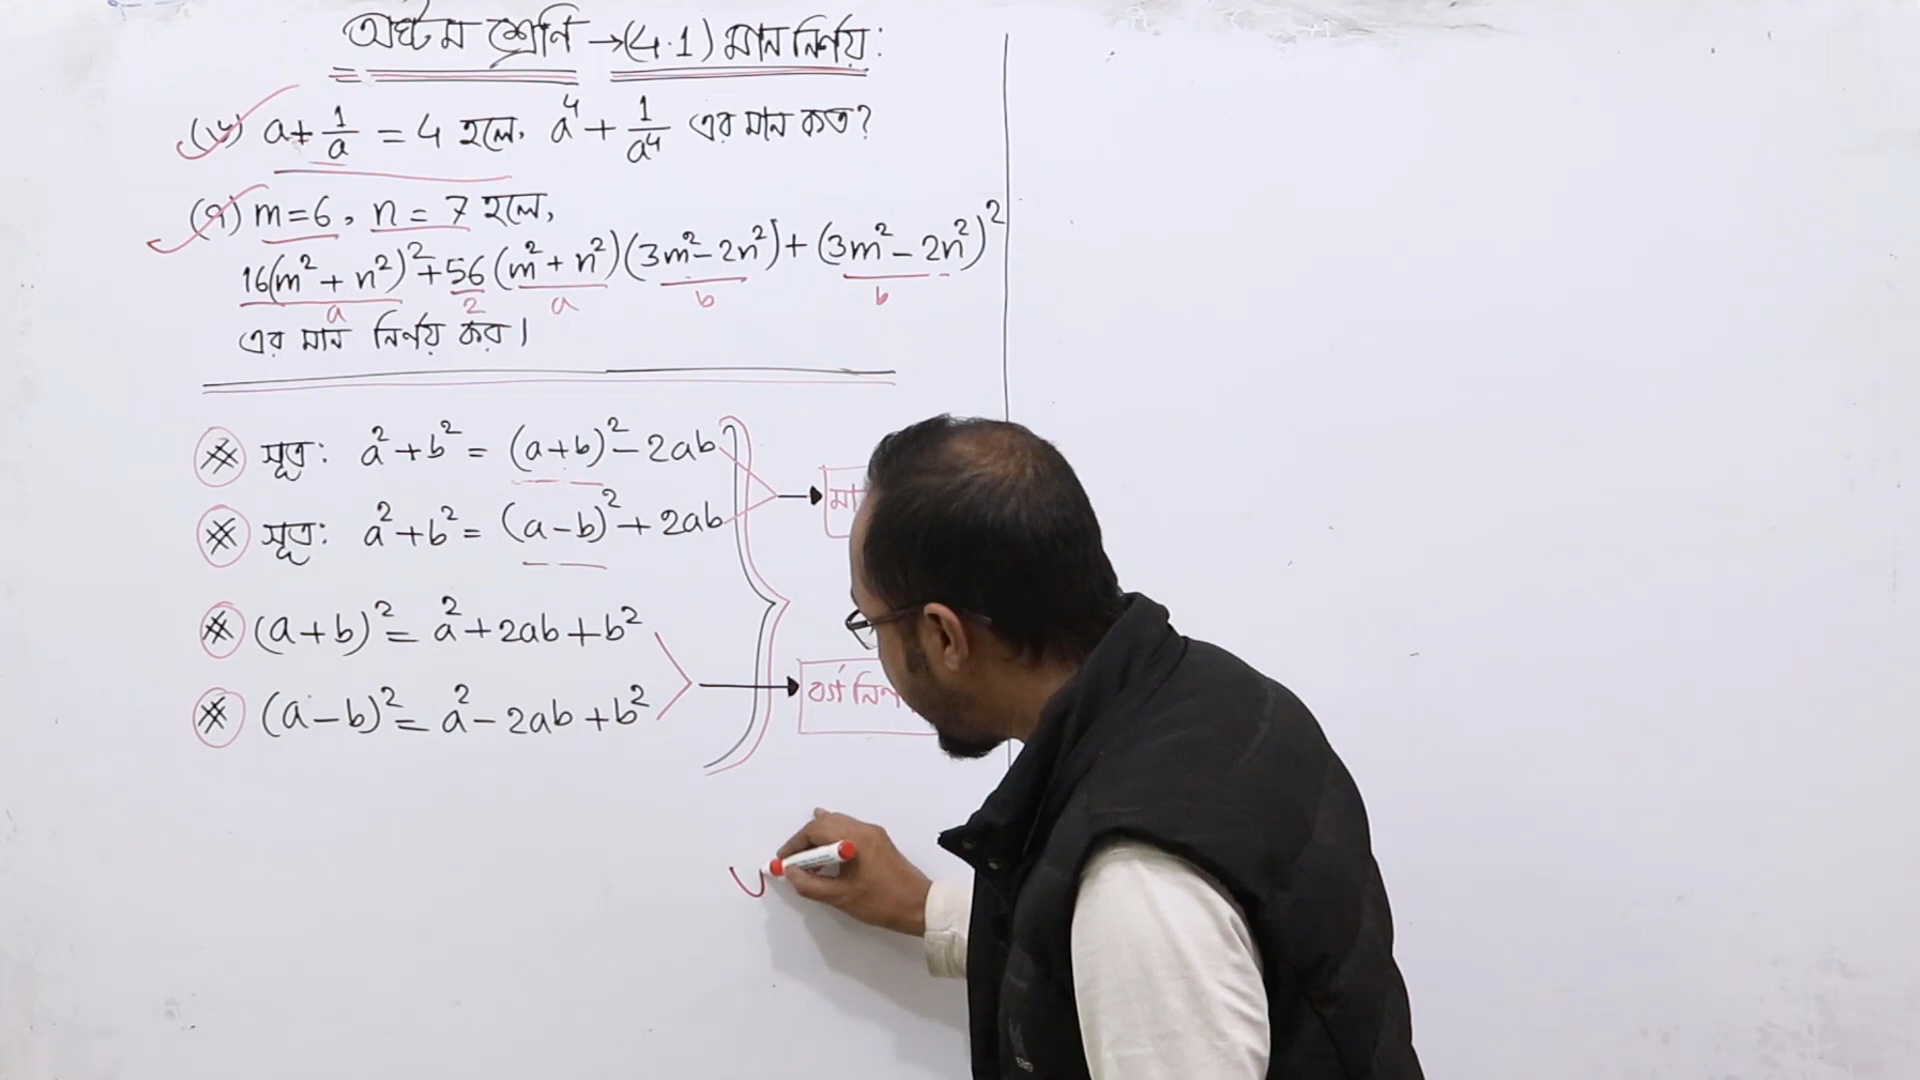 অষ্টম শ্রেণি → (4.1) মান নির্ণয়:
(৬) a + 1/a = 4 হলে, a⁴ + 1/a⁴ এর মান কত?
(৭) m = 6, n = 7 হলে,
16(m² + n²)² + 56(m² + n²)(3m² - 2n²) + (3m² - 2n²)²
a 2 a b b
এর মান নির্ণয় কর।
※ সূত্র: a² + b² = (a+b)² - 2ab
মা
※ সূত্র: a² + b² = (a-b)² + 2ab
※ (a+b)² = a² + 2ab + b²
※ (a-b)² = a² - 2ab + b²